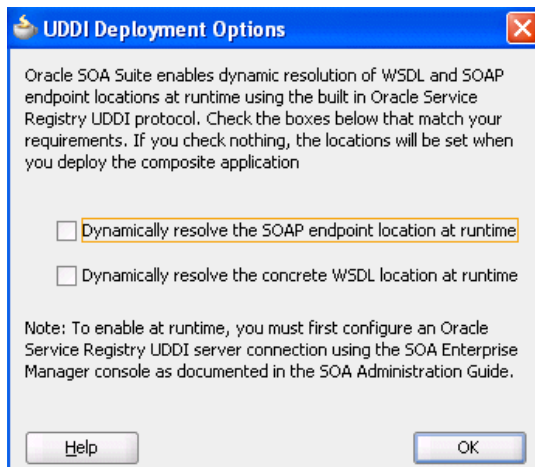 UDDI Deployment Options
Oracle SOA Suite enables dynamic resolution of WSDL and SOAP
endpoint locations at runtime using the built in Oracle Service
Registry UDDI protocol. Check the boxes below that match your
requirements. If you check nothing, the locations will be set when
you deploy the composite application
Dynamically resolve the SOAP endpoint location at runtime
Dynamically resolve the concrete WSDL location at runtime
Note: To enable at runtime, you must first configure an Oracle
Service Registry UDDI server connection using the SOA Enterprise
Manager console as documented in the SOA Administration Guide.
Help
OK